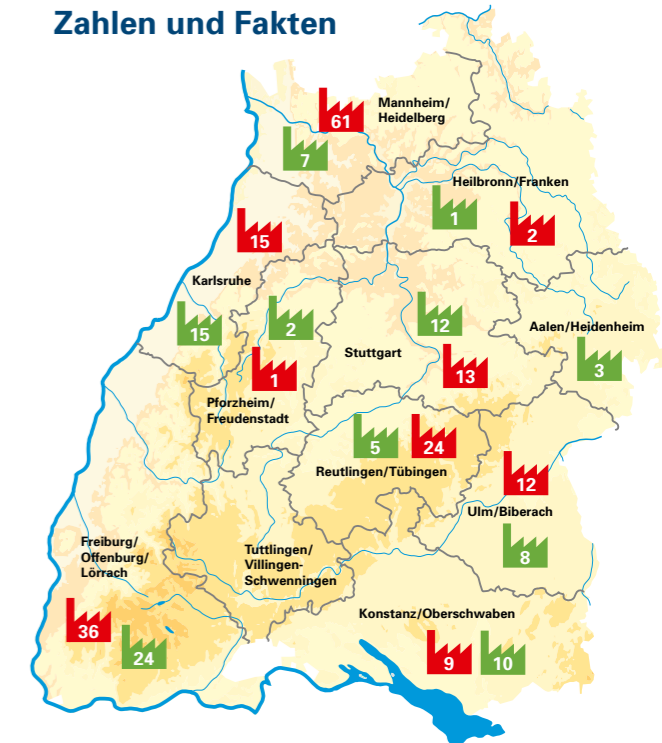 Zahlen und Fakten
Mannheim/
Heidelberg
61
7
Heilbronn/Franken
1
2
15
Karlsruhe
15
2
1
Pforzheim/
Freudenstadt
12
Stuttgart
13
Aalen/Heidenheim
3
5
24
Reutlingen/Tübingen
12
Ulm/Biberach
8
Freiburg/
Offenburg/
Lörrach
36
24
Tuttlingen/
Villingen-
Schwenningen
Konstanz/Oberschwaben
9
10